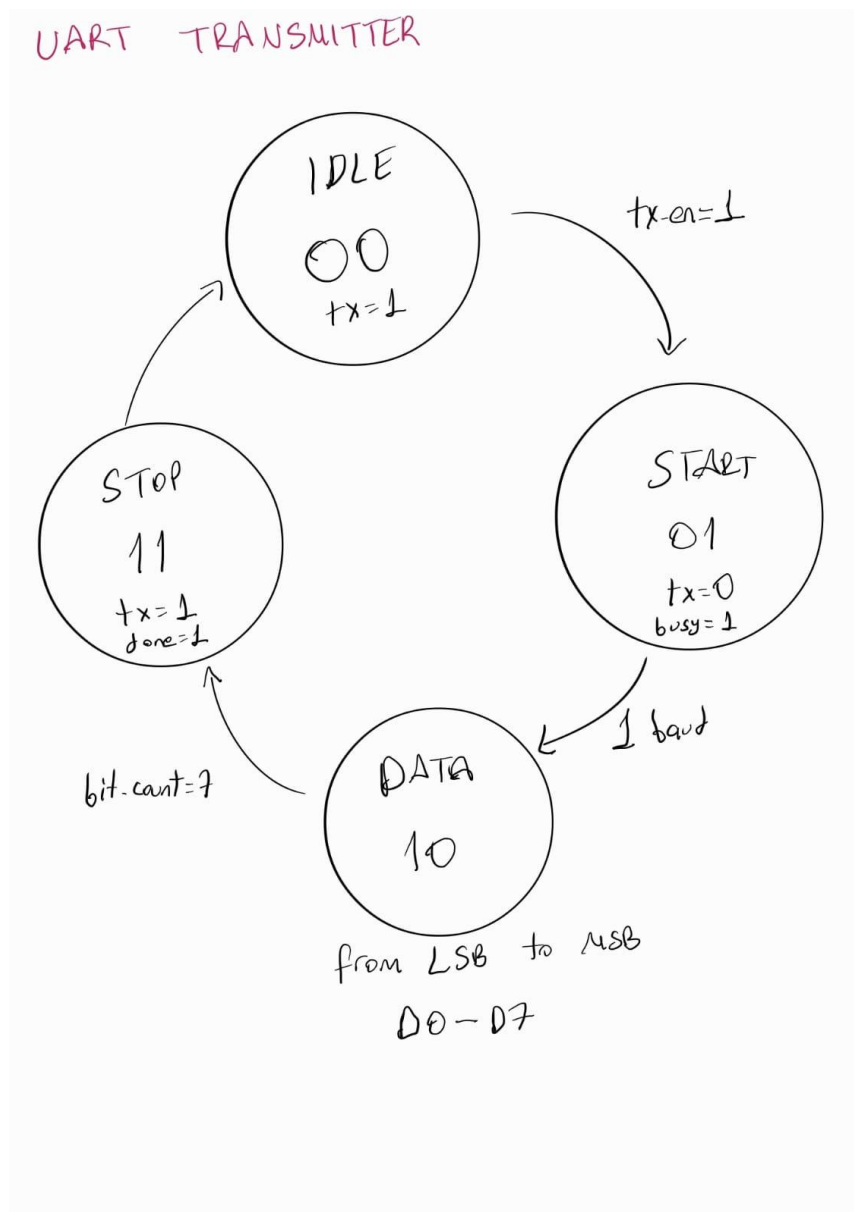 UART TRANSMITTER
IDLE
00
tx=1
tx-en=1
START
01
tx=0
busy=1
1 baud
DATA
10
from LSB to MSB
D0-D7
bit-count=7
STOP
11
tx=1
done=1